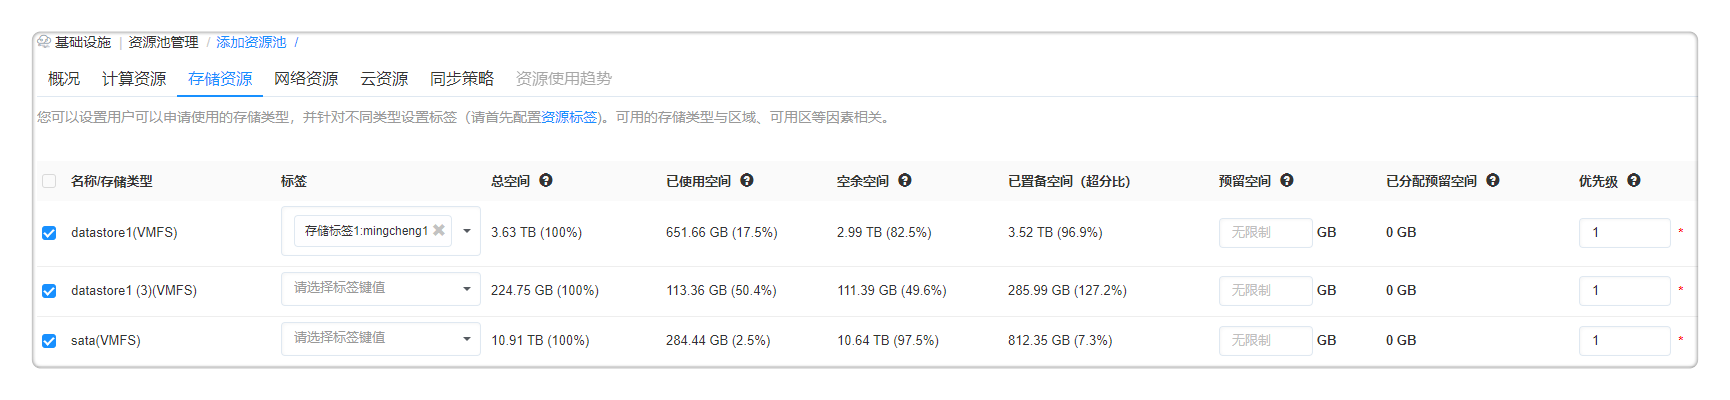 基础设施 | 资源池管理 / 添加资源池 /
概况 计算资源 存储资源 网络资源 云资源 同步策略 资源使用趋势
您可以设置用户可以申请使用的存储类型，并针对不同类型设置标签（请首先配置资源标签)。可用的存储类型与区域、可用区等因素相关。
名称/存储类型 标签 总空间 ? 已使用空间 ? 空余空间 ? 已置备空间（超分比） 预留空间 ? 已分配预留空间 ? 优先级 ?
datastore1(VMFS) 存储标签1:mingcheng1 ✖ 3.63 TB (100%) 651.66 GB (17.5%) 2.99 TB (82.5%) 3.52 TB (96.9%) 无限制 GB 0 GB 1 *
datastore1 (3)(VMFS) 请选择标签键值 224.75 GB (100%) 113.36 GB (50.4%) 111.39 GB (49.6%) 285.99 GB (127.2%) 无限制 GB 0 GB 1 *
sata(VMFS) 请选择标签键值 10.91 TB (100%) 284.44 GB (2.5%) 10.64 TB (97.5%) 812.35 GB (7.3%) 无限制 GB 0 GB 1 *